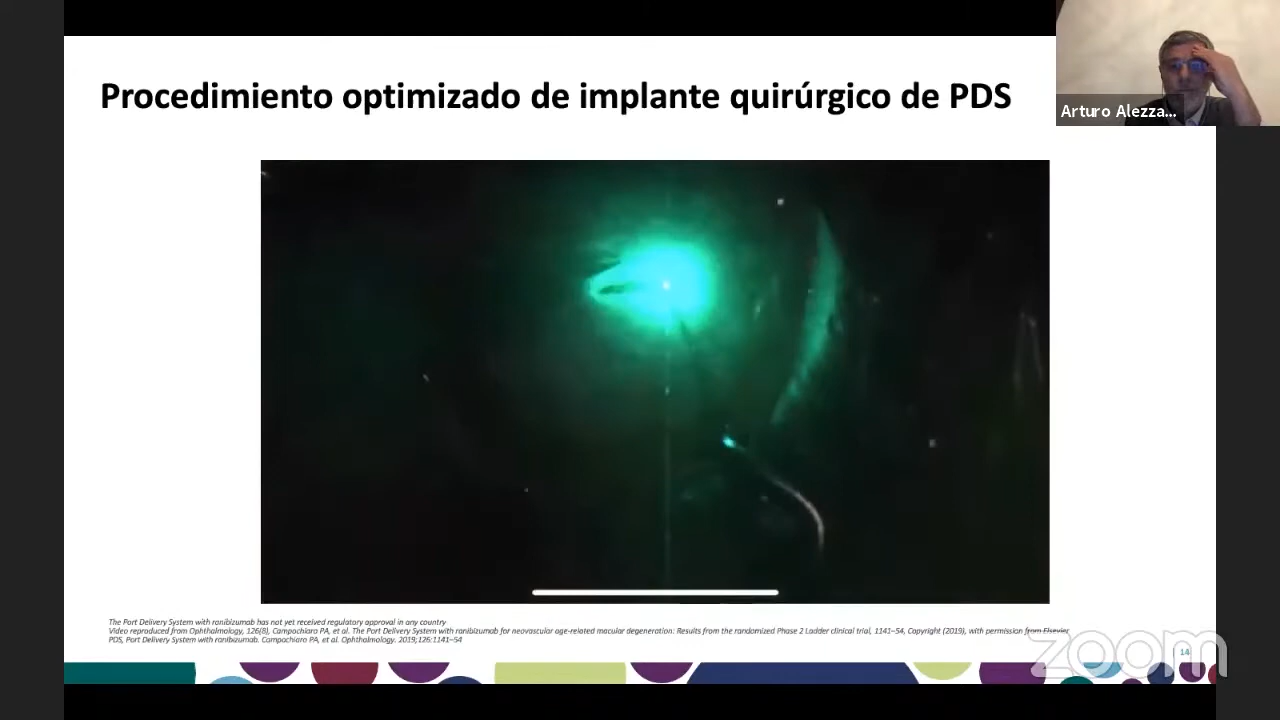 Procedimiento optimizado de implante quirúrgico de PDS
Arturo Alezza...
The Port Delivery System with ranibizumab has not yet received regulatory approval in any country
Video reproduced from Ophthalmology, 126(8), Campochiaro PA, et al. The Port Delivery System with ranibizumab for neovascular age-related macular degeneration: Results from the randomized Phase 2 Ladder clinical trial, 1141–54, Copyright (2019), with permission from Elsevier
PDS, Port Delivery System with ranibizumab. Campochiaro PA, et al. Ophthalmology. 2019;126:1141–54
14
zoom